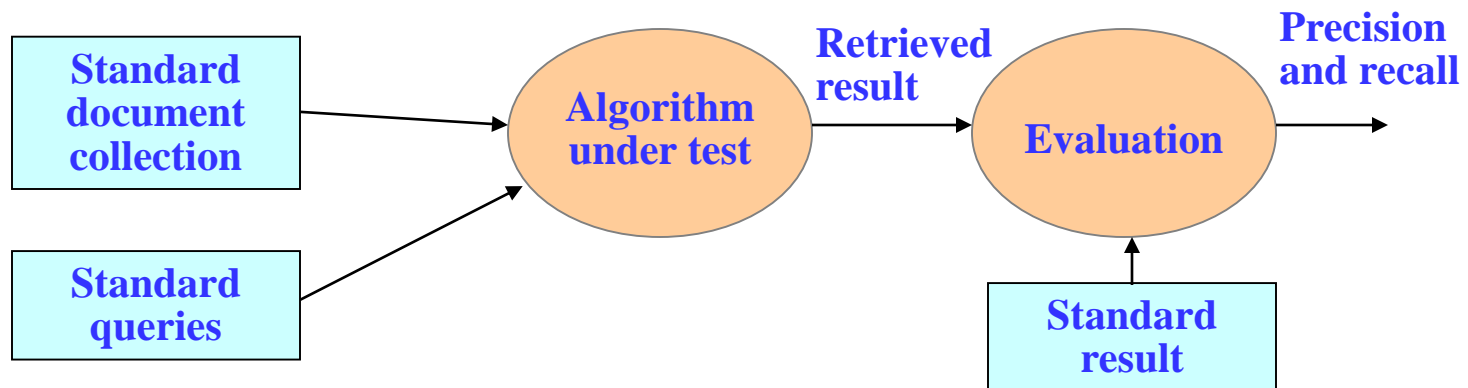 Standard
document
collection
Standard
queries
Algorithm
under test
Retrieved
result
Evaluation
Standard
result
Precision
and recall